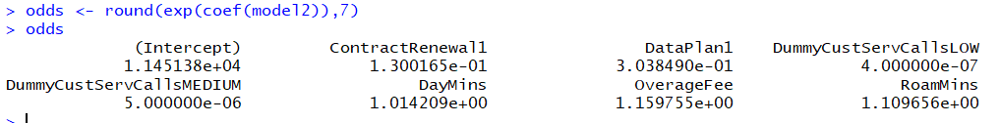 > odds <- round(exp(coef(model2)),7)
> odds
(Intercept) ContractRenewal1 DataPlan1 DummyCustServCallsLOW
1.145138e+04 1.300165e-01 3.038490e-01 4.000000e-07
DummyCustServCallsMEDIUM DayMins OverageFee RoamMins
5.000000e-06 1.014209e+00 1.159755e+00 1.109656e+00
>